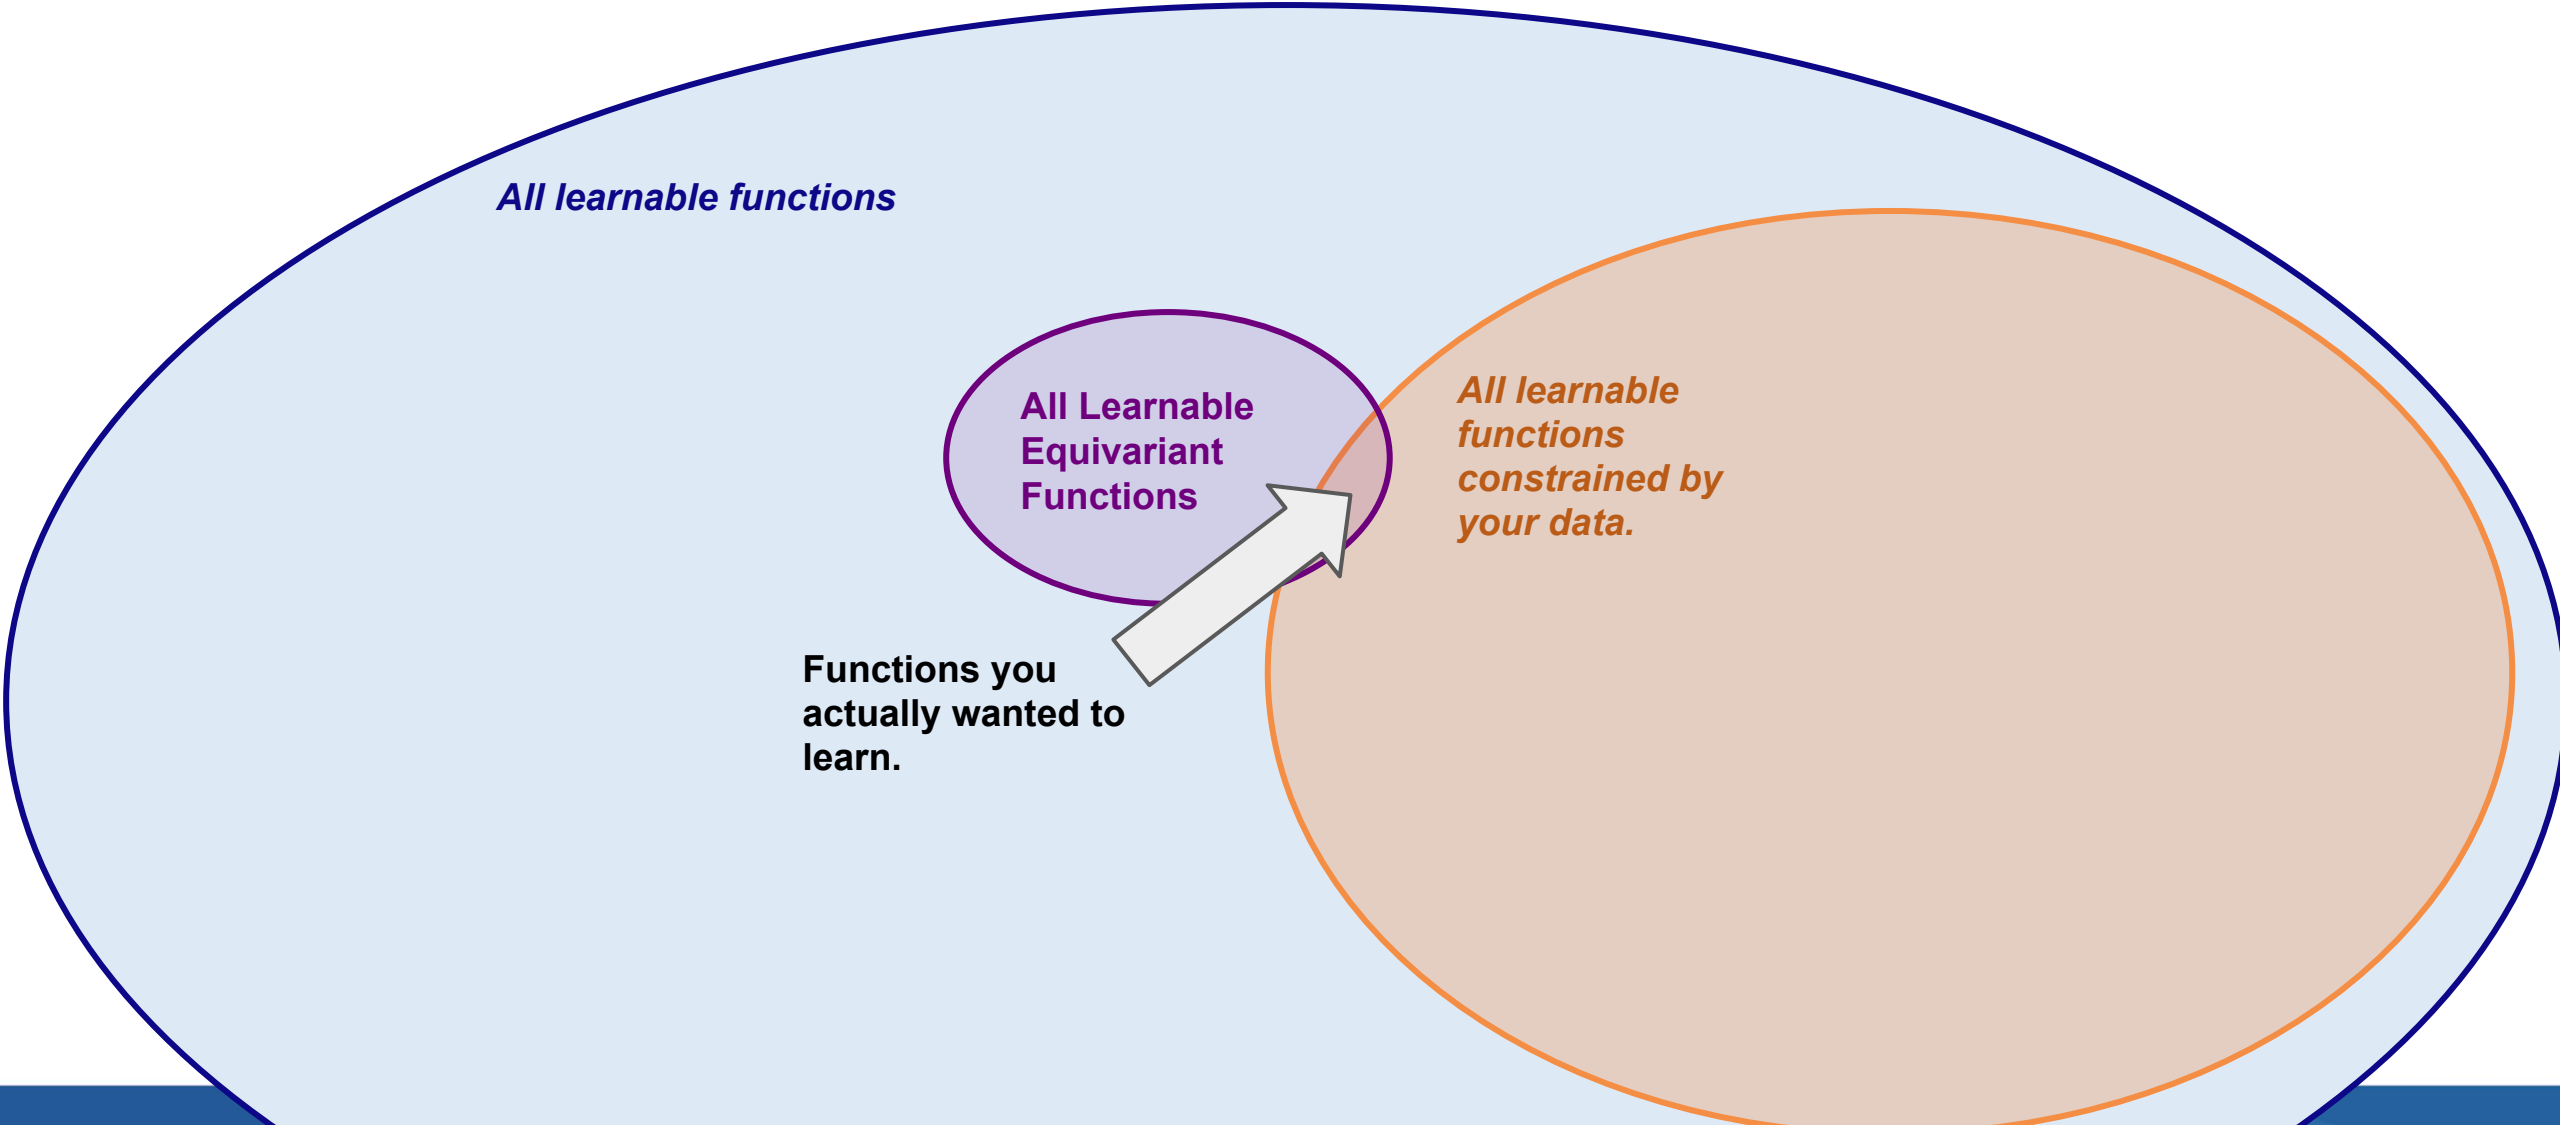 All learnable functions
All Learnable
Equivariant
Functions
All learnable
functions
constrained by
your data.
Functions you
actually wanted to
learn.